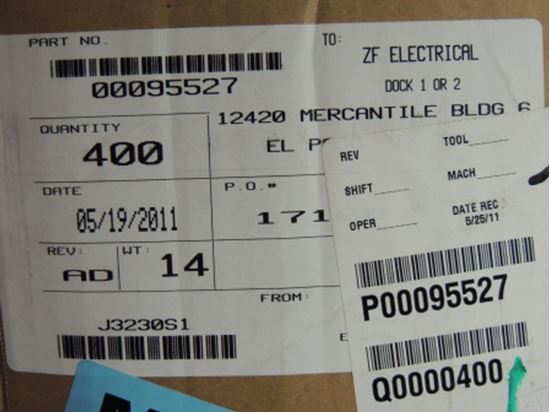 PART NO.
00095527
TO:
ZF ELECTRICAL
DOCK 1 OR 2
12420 MERCANTILE BLDG 6
EL
QUANTITY
400
DATE
05/19/2011
P.O.#
171
REV:
AD
WT:
14
FROM:
J3230S1
REV
TOOL
SHIFT
MACH
OPER
DATE REC
5/25/11
P00095527
Q0000400